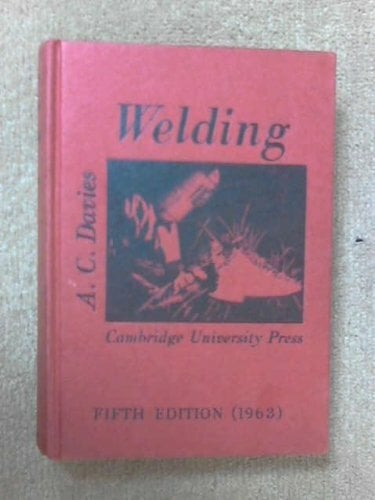 Welding
A. C. Davies
Cambridge University Press
FIFTH EDITION (1963)